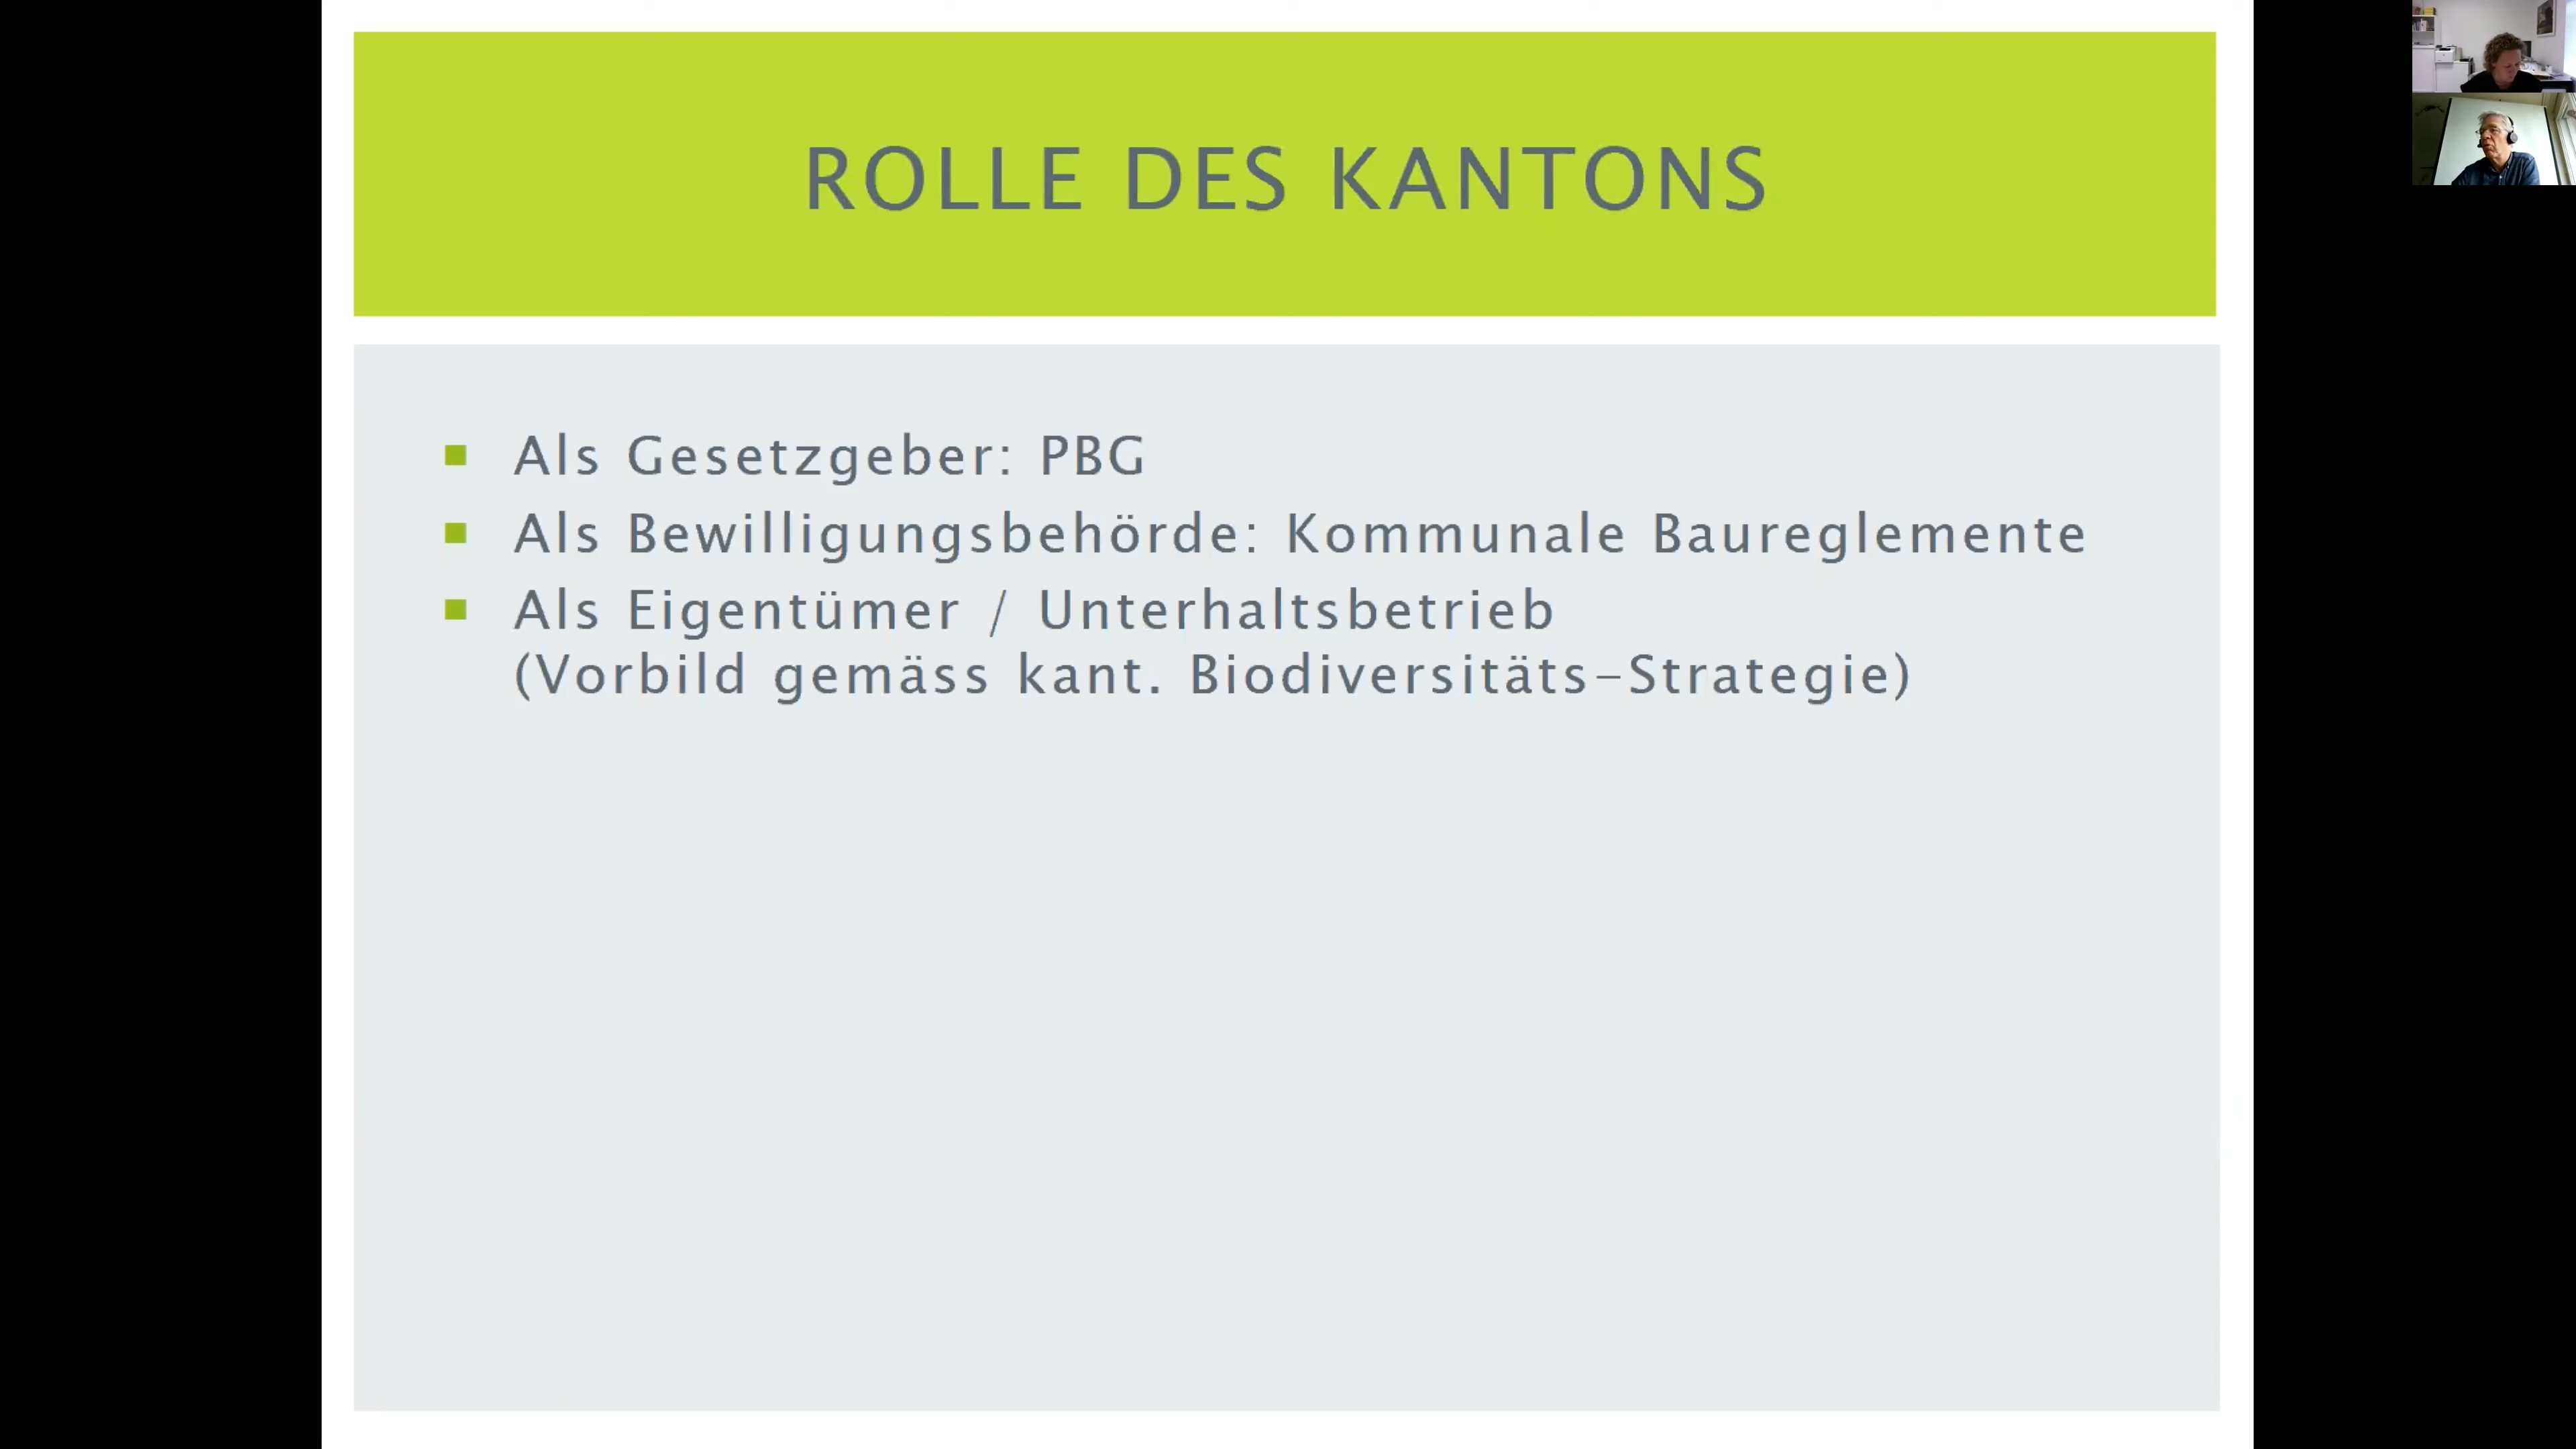 ROLLE DES KANTONS
Als Gesetzgeber: PBG
Als Bewilligungsbehörde: Kommunale Baureglemente
Als Eigentümer / Unterhaltsbetrieb
(Vorbild gemäss kant. Biodiversitäts-Strategie)